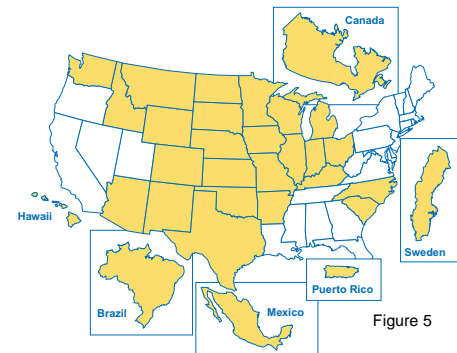 Canada
Hawaii
Sweden
Puerto Rico
Brazil
Mexico
Figure 5